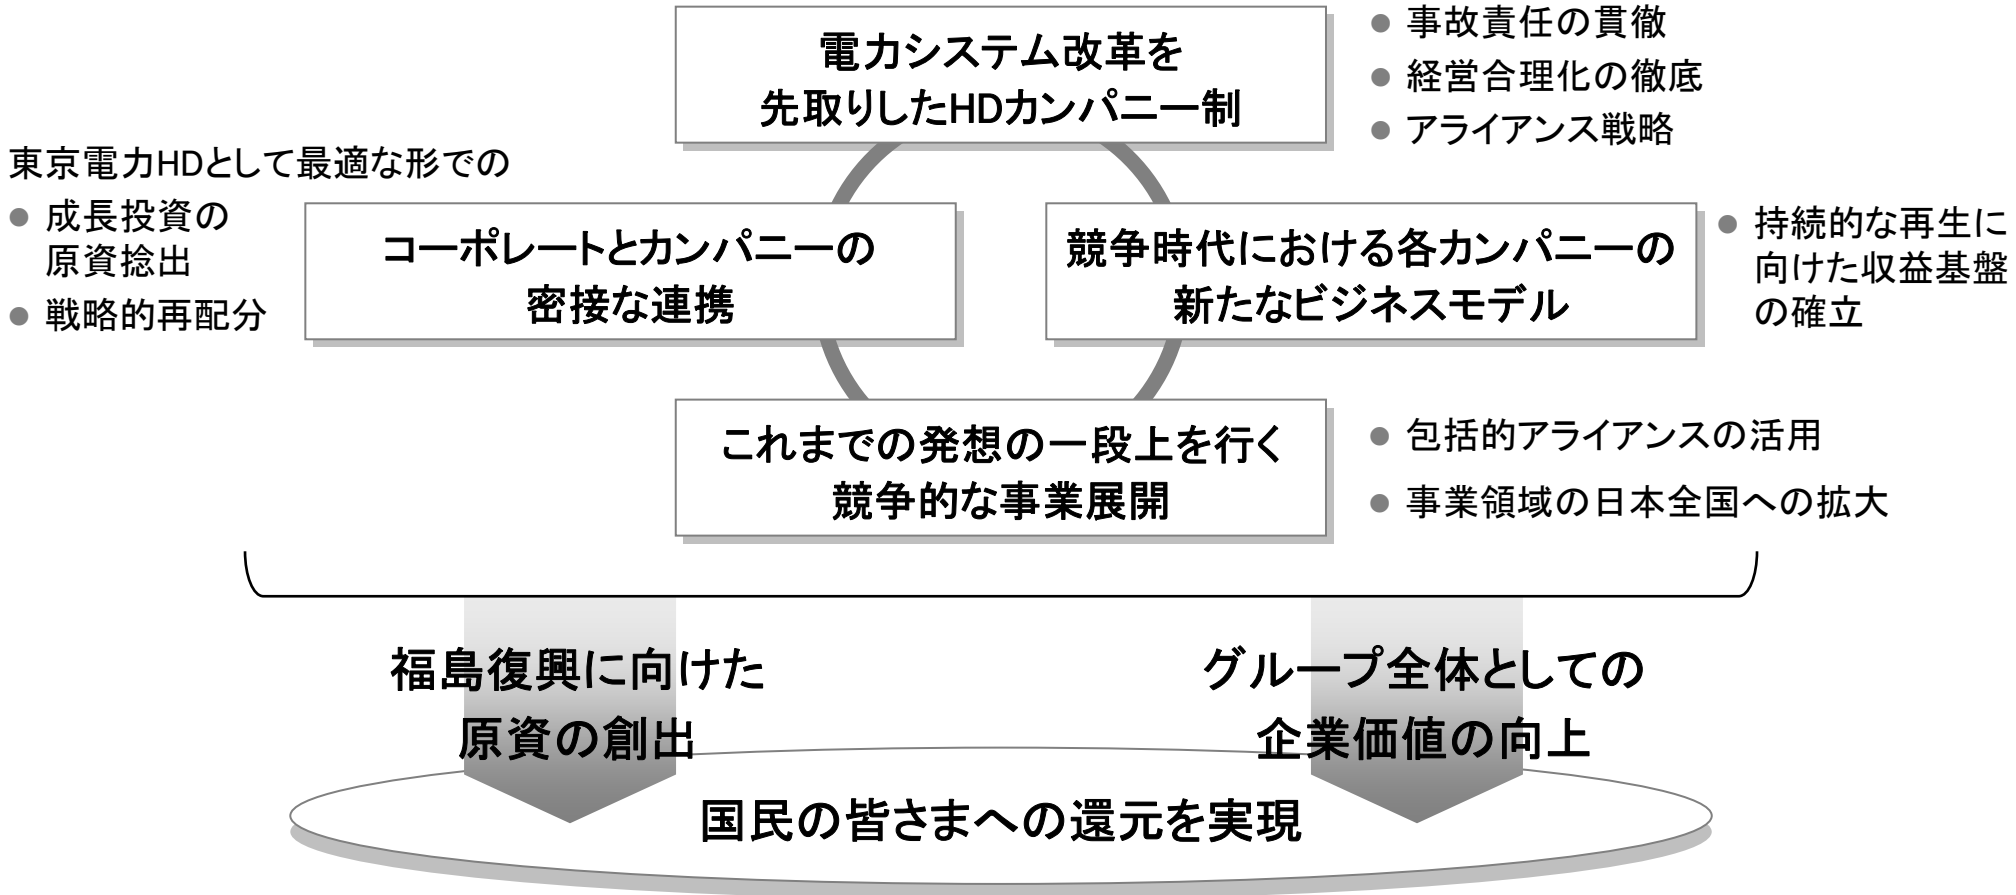 電力システム改革を
先取りしたHDカンパニー制
● 事故責任の貫徹
● 経営合理化の徹底
● アライアンス戦略
東京電力HDとして最適な形での
● 成長投資の
原資捻出
● 戦略的再配分
コーポレートとカンパニーの
密接な連携
競争時代における各カンパニーの
新たなビジネスモデル
● 持続的な再生に
向けた収益基盤
の確立
これまでの発想の一段上を行く
競争的な事業展開
● 包括的アライアンスの活用
● 事業領域の日本全国への拡大
福島復興に向けた
原資の創出
グループ全体としての
企業価値の向上
国民の皆さまへの還元を実現